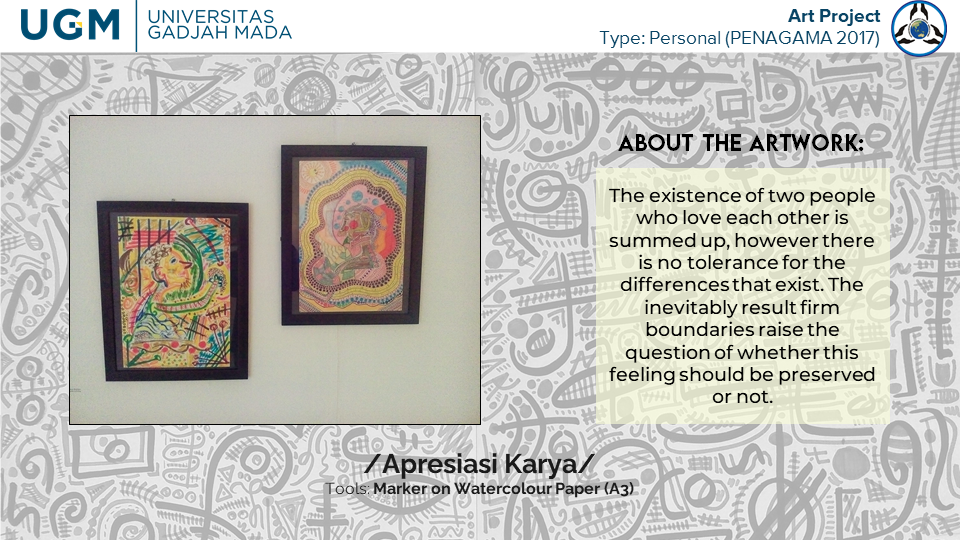 UGM
UNIVERSITAS
GADJAH MADA
Art Project
Type: Personal (PENAGAMA 2017)
ABOUT THE ARTWORK:
The existence of two people
who love each other is
summed up, however there
is no tolerance for the
differences that exist. The
inevitably result firm
boundaries raise the
question of whether this
feeling should be preserved
or not.
/Apresiasi Karya/
Tools: Marker on Watercolour Paper (A3)